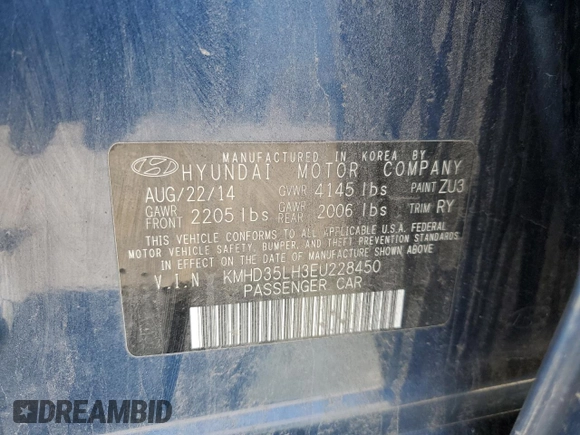 MANUFACTURED IN KOREA BY
HYUNDAI MOTOR COMPANY
AUG/22/14 GVWR 4145 lbs PAINT ZU3
GAWR FRONT 2205 lbs GAWR REAR 2006 lbs TRIM RY
THIS VEHICLE CONFORMS TO ALL APPLICABLE U.S.A. FEDERAL
MOTOR VEHICLE SAFETY, BUMPER, AND THEFT PREVENTION STANDARDS
IN EFFECT ON THE DATE OF MANUFACTURE SHOWN ABOVE
V.I.N KMHD35LH3EU228450
PASSENGER CAR
DREAMBID